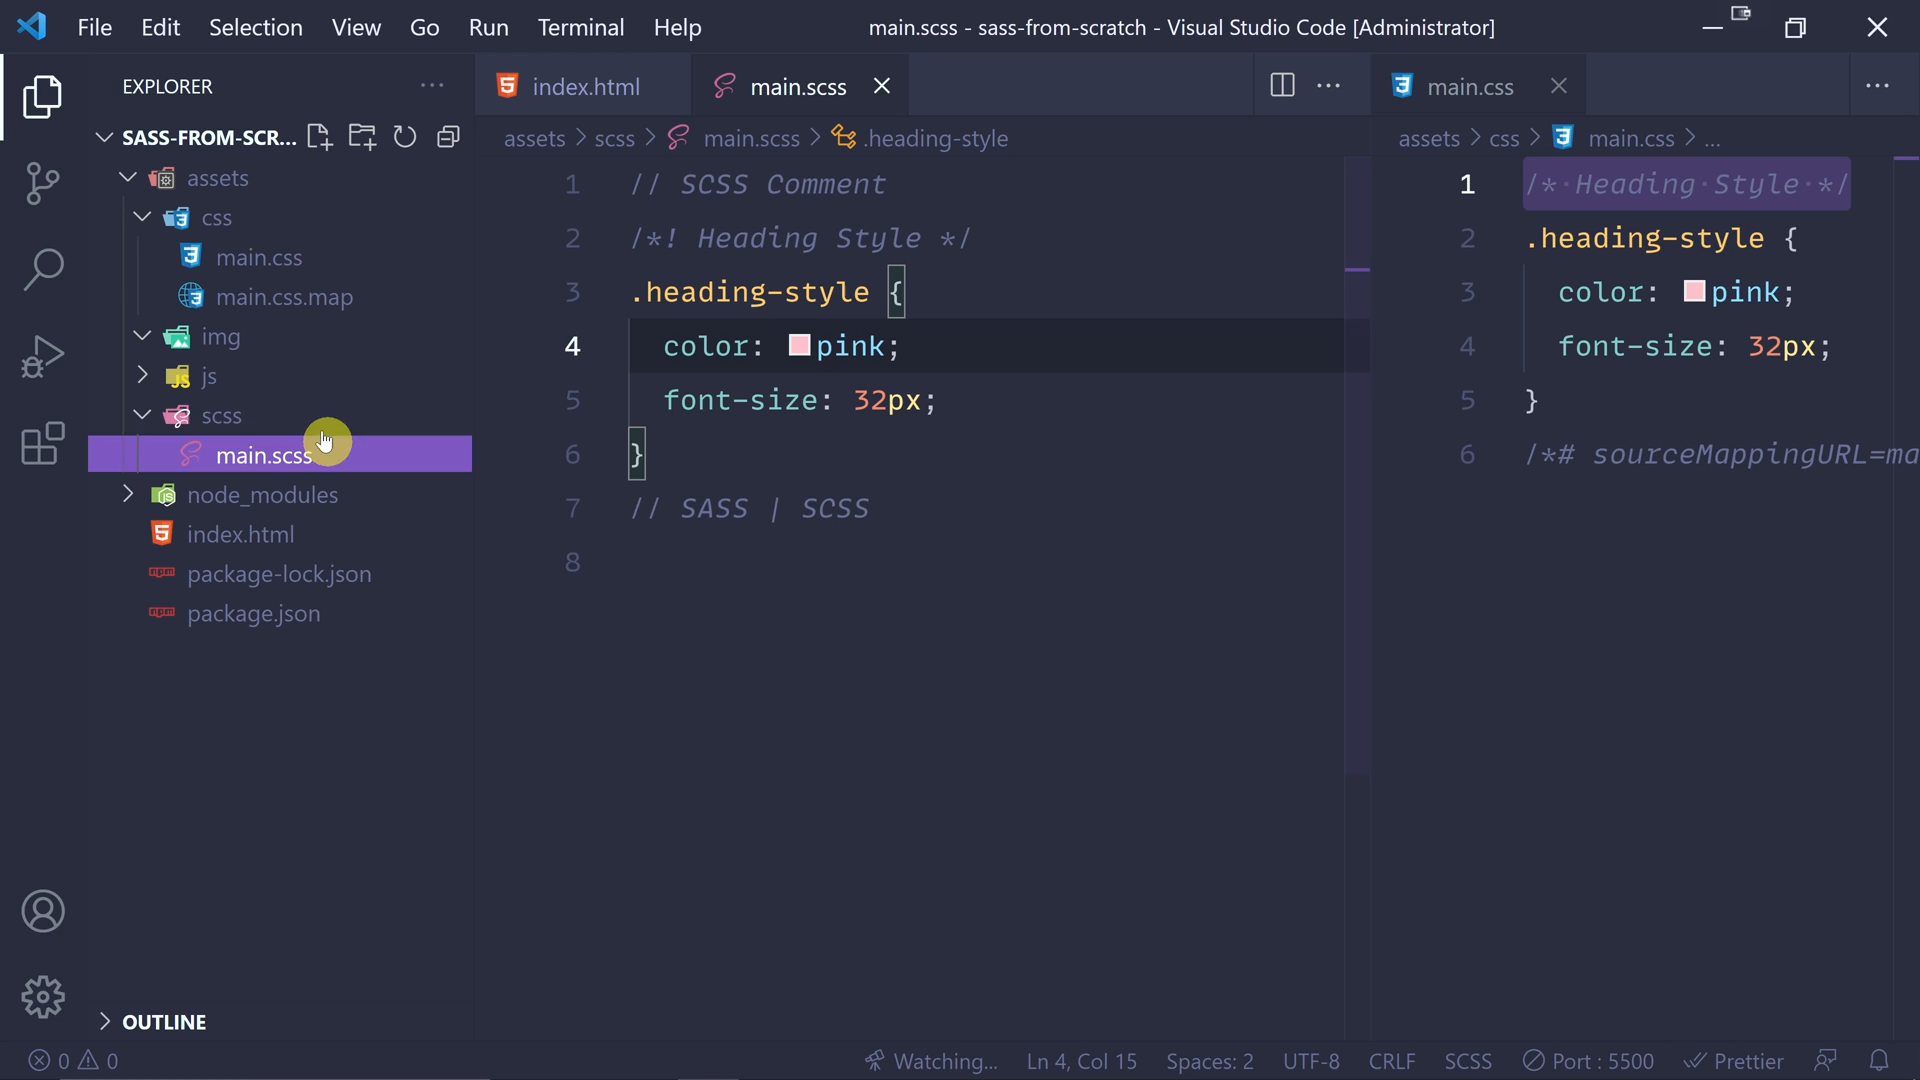 File Edit Selection View Go Run Terminal Help
main.scss - sass-from-scratch - Visual Studio Code [Administrator]
EXPLORER
SASS-FROM-SCR...
assets
css
main.css
main.css.map
img
js
scss
main.scss
node_modules
index.html
package-lock.json
package.json
OUTLINE
index.html
main.scss
assets > scss > main.scss > .heading-style
1 // SCSS Comment
2 /*! Heading Style */
3 .heading-style {
4 color: pink;
5 font-size: 32px;
6 }
7 // SASS | SCSS
8
main.css
assets > css > main.css > ...
1 /* Heading Style */
2 .heading-style {
3 color: pink;
4 font-size: 32px;
5 }
6 /*# sourceMappingURL=ma
0 0
Watching... Ln 4, Col 15 Spaces: 2 UTF-8 CRLF SCSS Port : 5500 Prettier